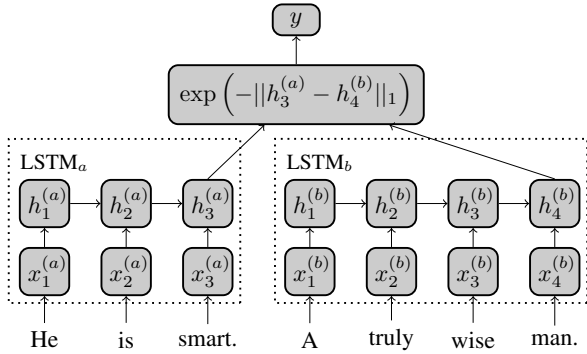 y
exp (−||h₃⁽ᵃ⁾ − h₄⁽ᵇ⁾||₁)
LSTMₐ LSTM_b
h₁⁽ᵃ⁾ h₂⁽ᵃ⁾ h₃⁽ᵃ⁾ h₁⁽ᵇ⁾ h₂⁽ᵇ⁾ h₃⁽ᵇ⁾ h₄⁽ᵇ⁾
x₁⁽ᵃ⁾ x₂⁽ᵃ⁾ x₃⁽ᵃ⁾ x₁⁽ᵇ⁾ x₂⁽ᵇ⁾ x₃⁽ᵇ⁾ x₄⁽ᵇ⁾
He is smart. A truly wise man.